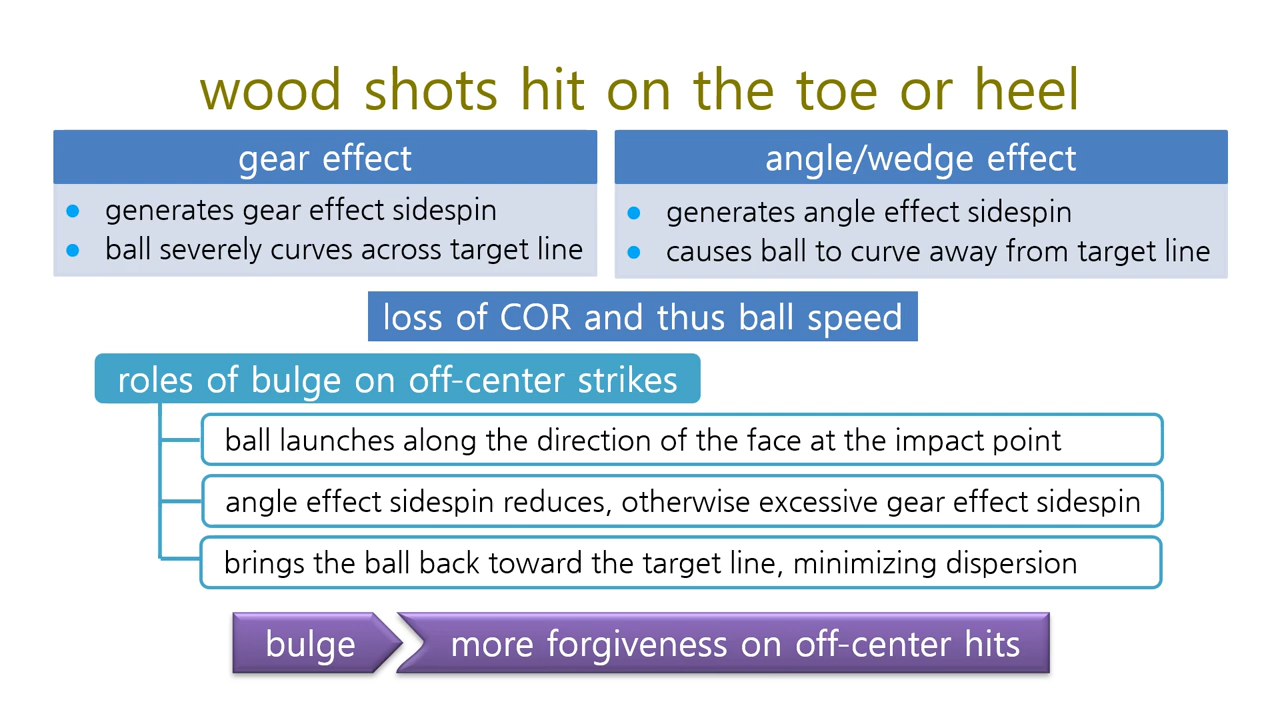 wood shots hit on the toe or heel
gear effect
• generates gear effect sidespin
• ball severely curves across target line
angle/wedge effect
• generates angle effect sidespin
• causes ball to curve away from target line
loss of COR and thus ball speed
roles of bulge on off-center strikes
ball launches along the direction of the face at the impact point
angle effect sidespin reduces, otherwise excessive gear effect sidespin
brings the ball back toward the target line, minimizing dispersion
bulge
more forgiveness on off-center hits